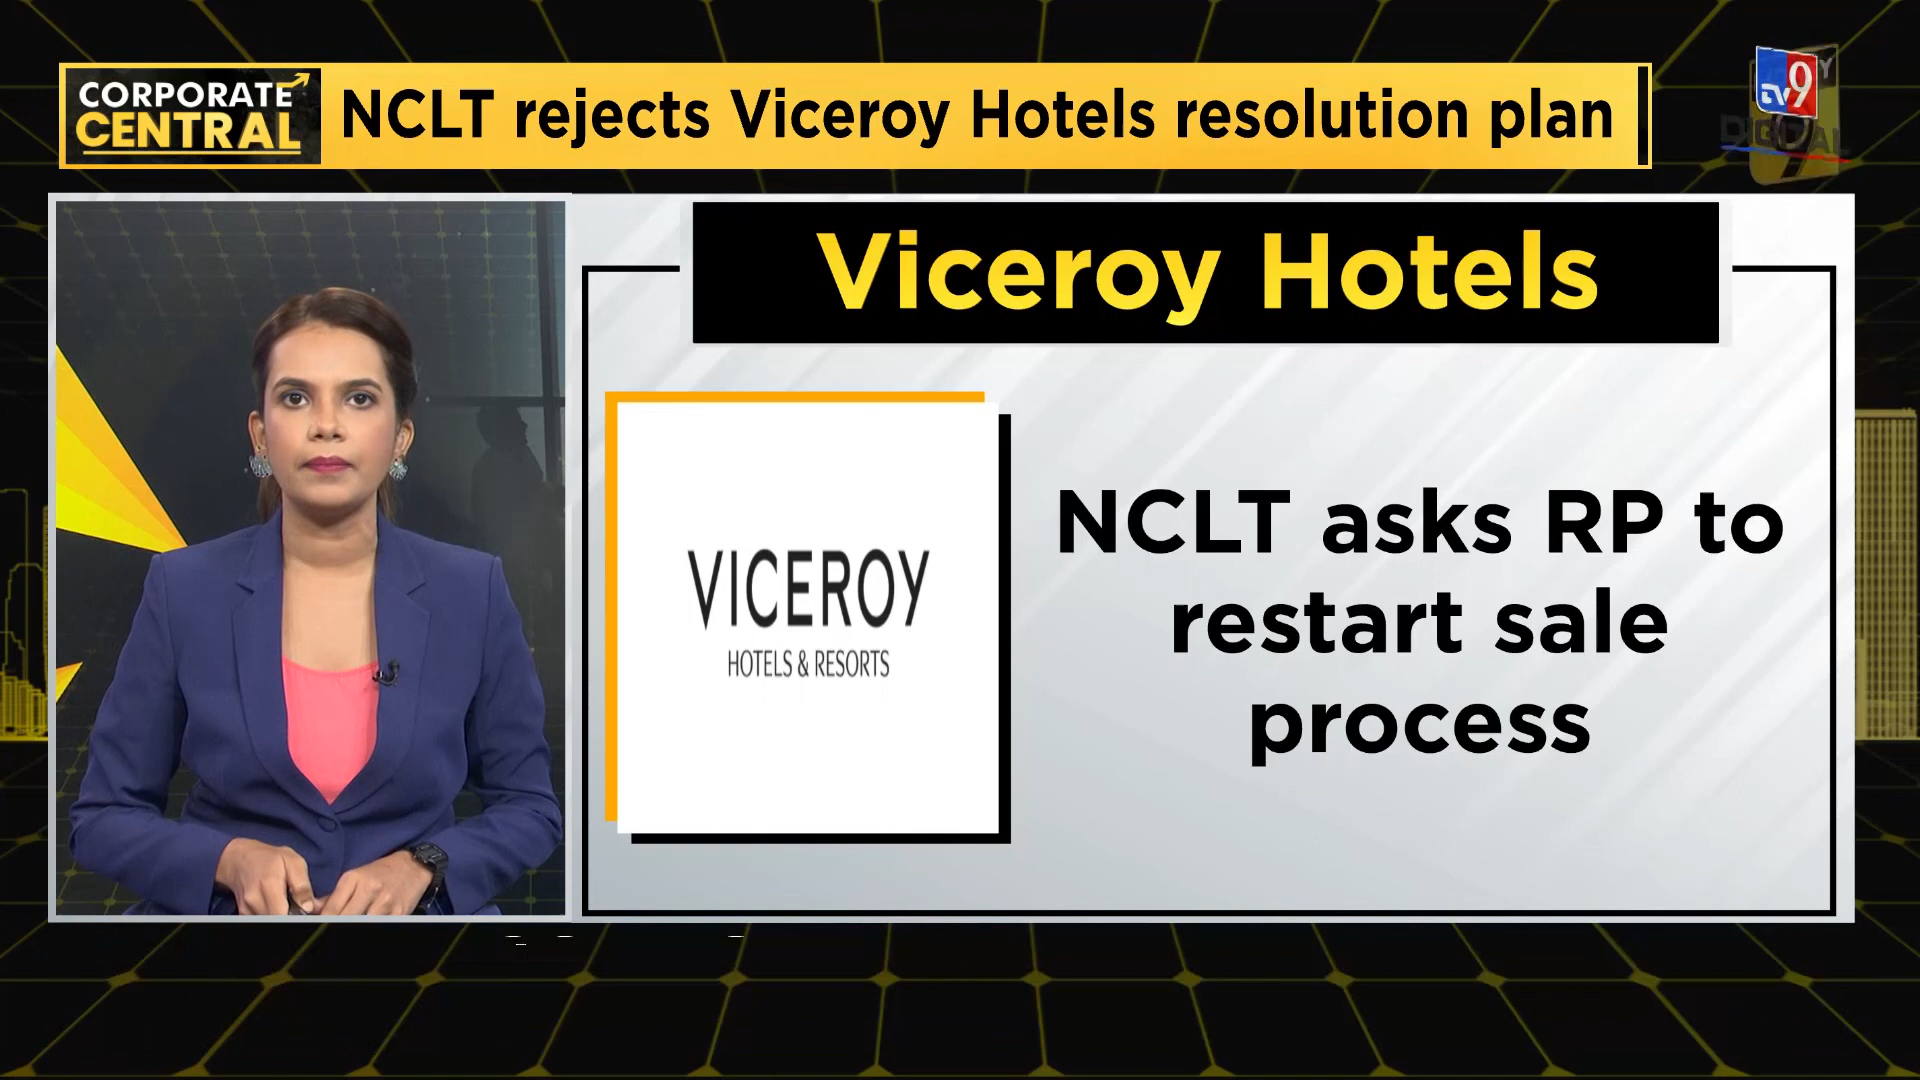 CORPORATE
CENTRAL
NCLT rejects Viceroy Hotels resolution plan
TV9
DIGITAL
Viceroy Hotels
VICEROY
HOTELS & RESORTS
NCLT asks RP to
restart sale
process